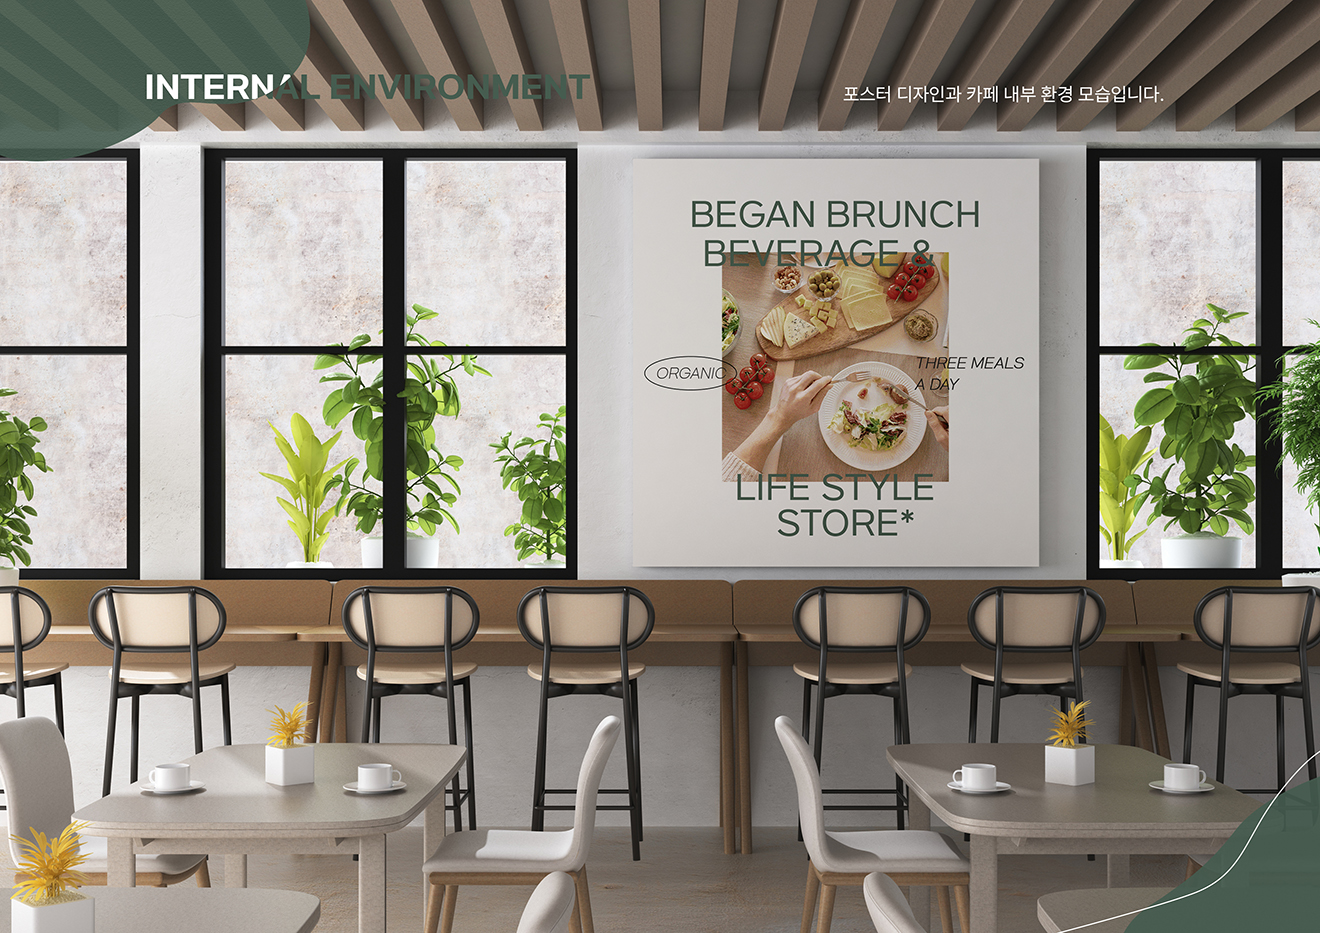 INTERNAL ENVIRONMENT
포스터 디자인과 카페 내부 환경 모습입니다.
BEGAN BRUNCH
BEVERAGE &
ORGANIC
THREE MEALS
A DAY
LIFE STYLE
STORE*